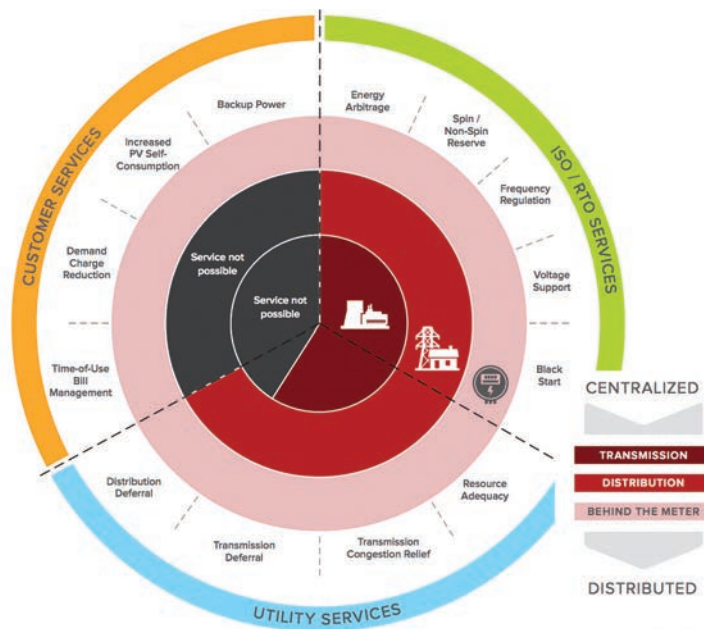 CUSTOMER SERVICES
ISO / RTO SERVICES
UTILITY SERVICES
Backup Power
Increased
PV Self-
Consumption
Demand
Charge
Reduction
Time-of-Use
Bill
Management
Energy
Arbitrage
Spin /
Non-Spin
Reserve
Frequency
Regulation
Voltage
Support
Black
Start
Resource
Adequacy
Transmission
Congestion Relief
Transmission
Deferral
Distribution
Deferral
Service not
possible
Service not
possible
CENTRALIZED
TRANSMISSION
DISTRIBUTION
BEHIND THE METER
DISTRIBUTED